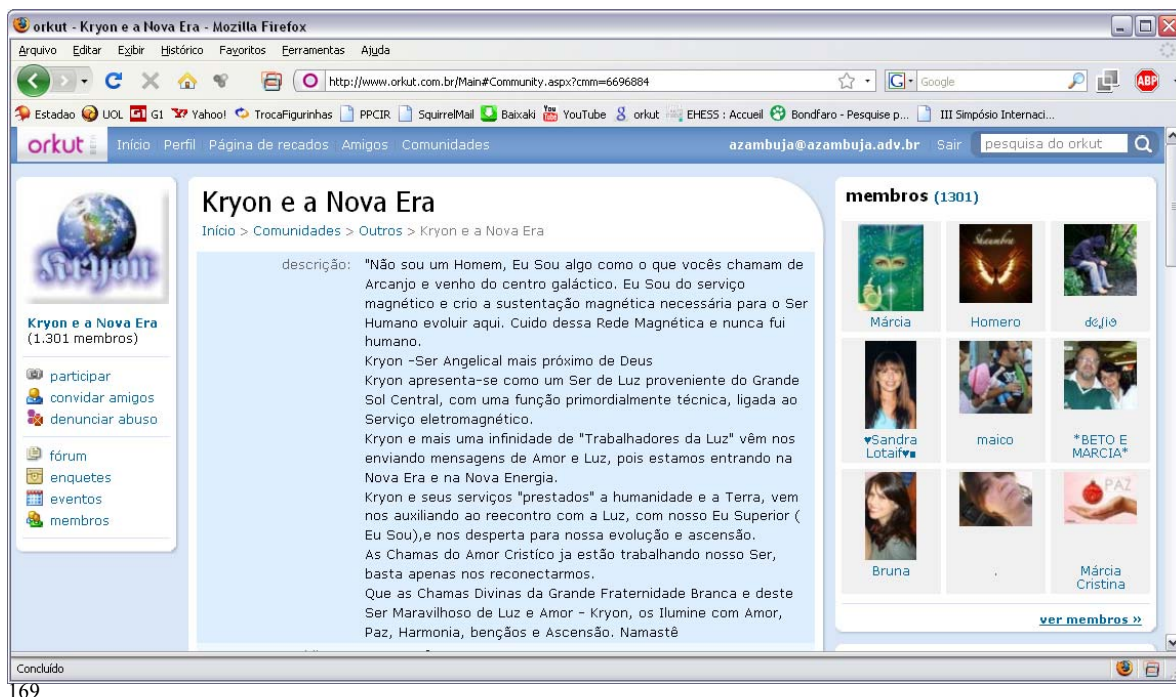 orkut - Kryon e a Nova Era - Mozilla Firefox
Arquivo Editar Exibir Histórico Favoritos Ferramentas Ajuda
http://www.orkut.com.br/Main#Community.aspx?cmm=6696884
Google
ABP
Estadao UOL G1 Yahoo! TrocaFigurinhas PPCIR SquirrelMail Baixaki YouTube orkut EHESS : Accueil Bondfaro - Pesquise p... III Simpósio Internaci...
orkut Início Perfil Página de recados Amigos Comunidades azambuja@azambuja.adv.br Sair pesquisa do orkut
Kryon
Kryon e a Nova Era
(1.301 membros)
participar
convidar amigos
denunciar abuso
fórum
enquetes
eventos
membros
Kryon e a Nova Era
Início > Comunidades > Outros > Kryon e a Nova Era
descrição: "Não sou um Homem, Eu Sou algo como o que vocês chamam de
Arcanjo e venho do centro galáctico. Eu Sou do serviço
magnético e crio a sustentação magnética necessária para o Ser
Humano evoluir aqui. Cuido dessa Rede Magnética e nunca fui
humano.
Kryon -Ser Angelical mais próximo de Deus
Kryon apresenta-se como um Ser de Luz proveniente do Grande
Sol Central, com uma função primordialmente técnica, ligada ao
Serviço eletromagnético.
Kryon e mais uma infinidade de "Trabalhadores da Luz" vêm nos
enviando mensagens de Amor e Luz, pois estamos entrando na
Nova Era e na Nova Energia.
Kryon e seus serviços "prestados" a humanidade e a Terra, vem
nos auxiliando ao reecontro com a Luz, com nosso Eu Superior (
Eu Sou),e nos desperta para nossa evolução e ascensão.
As Chamas do Amor Cristíco ja estão trabalhando nosso Ser,
basta apenas nos reconectarmos.
Que as Chamas Divinas da Grande Fraternidade Branca e deste
Ser Maravilhoso de Luz e Amor - Kryon, os Ilumine com Amor,
Paz, Harmonia, bençãos e Ascensão. Namastê
membros (1301)
Shaumbra
Márcia Homero
♥Sandra Lotaif♥■ maico *BETO E MARCIA*
PAZ
Bruna . Márcia Cristina
ver membros »
Concluído
169